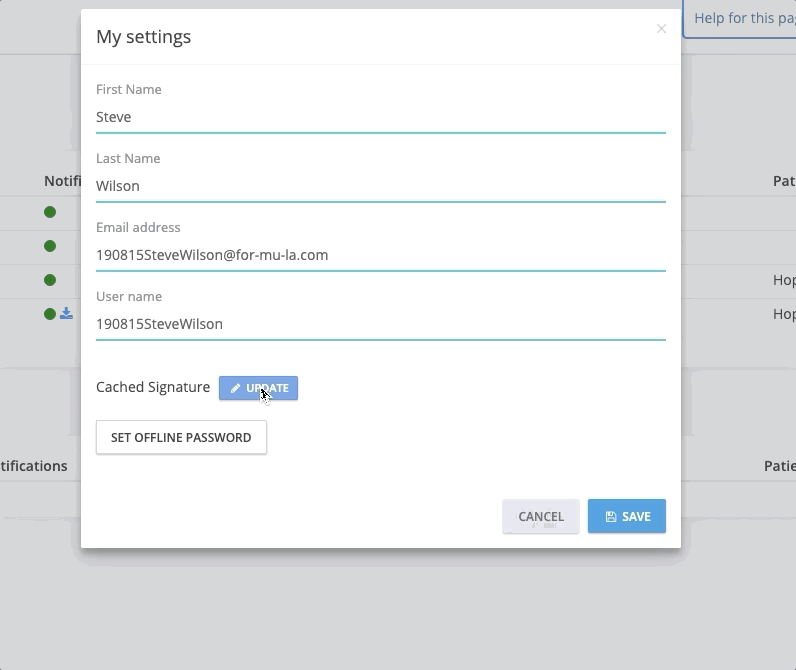 Help for this pa
My settings
×
First Name
Steve
Last Name
Wilson
Notifi
Pat
Email address
190815SteveWilson@for-mu-la.com
Hop
User name
Hop
190815SteveWilson
Cached Signature UPDATE
SET OFFLINE PASSWORD
tifications
Patie
CANCEL SAVE